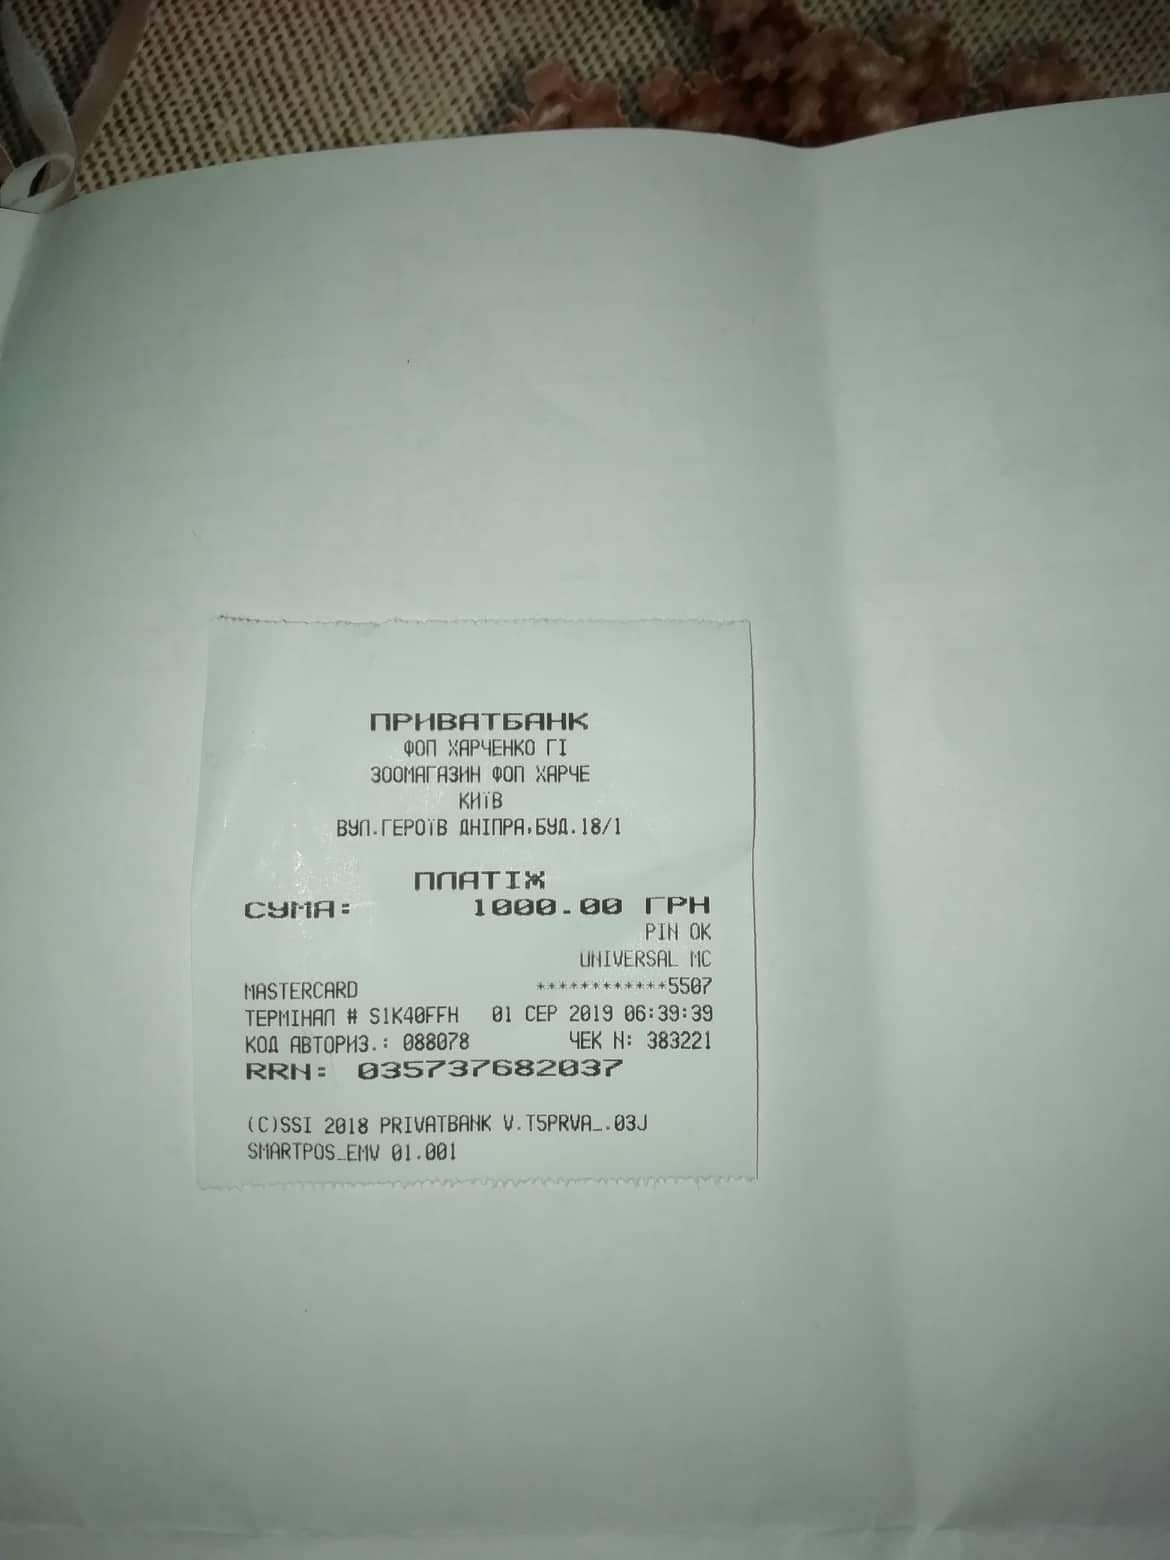 ПРИВАТБАНК
ФОП ХАРЧЕНКО ГІ
ЗООМАГАЗИН ФОП ХАРЧЕ
КИЇВ
ВУЛ.ГЕРОЇВ ДНІПРА,БУД.18/1
ПЛАТІЖ
СУМА: 1000.00 ГРН
PIN OK
UNIVERSAL MC
MASTERCARD ************5507
ТЕРМІНАЛ # S1K40FFH 01 СЕР 2019 06:39:39
КОД АВТОРИЗ.: 088078 ЧЕК N: 383221
RRN: 035737682037
(C)SSI 2018 PRIVATBANK V.T5PRVA_.03J
SMARTPOS_EMV 01.001